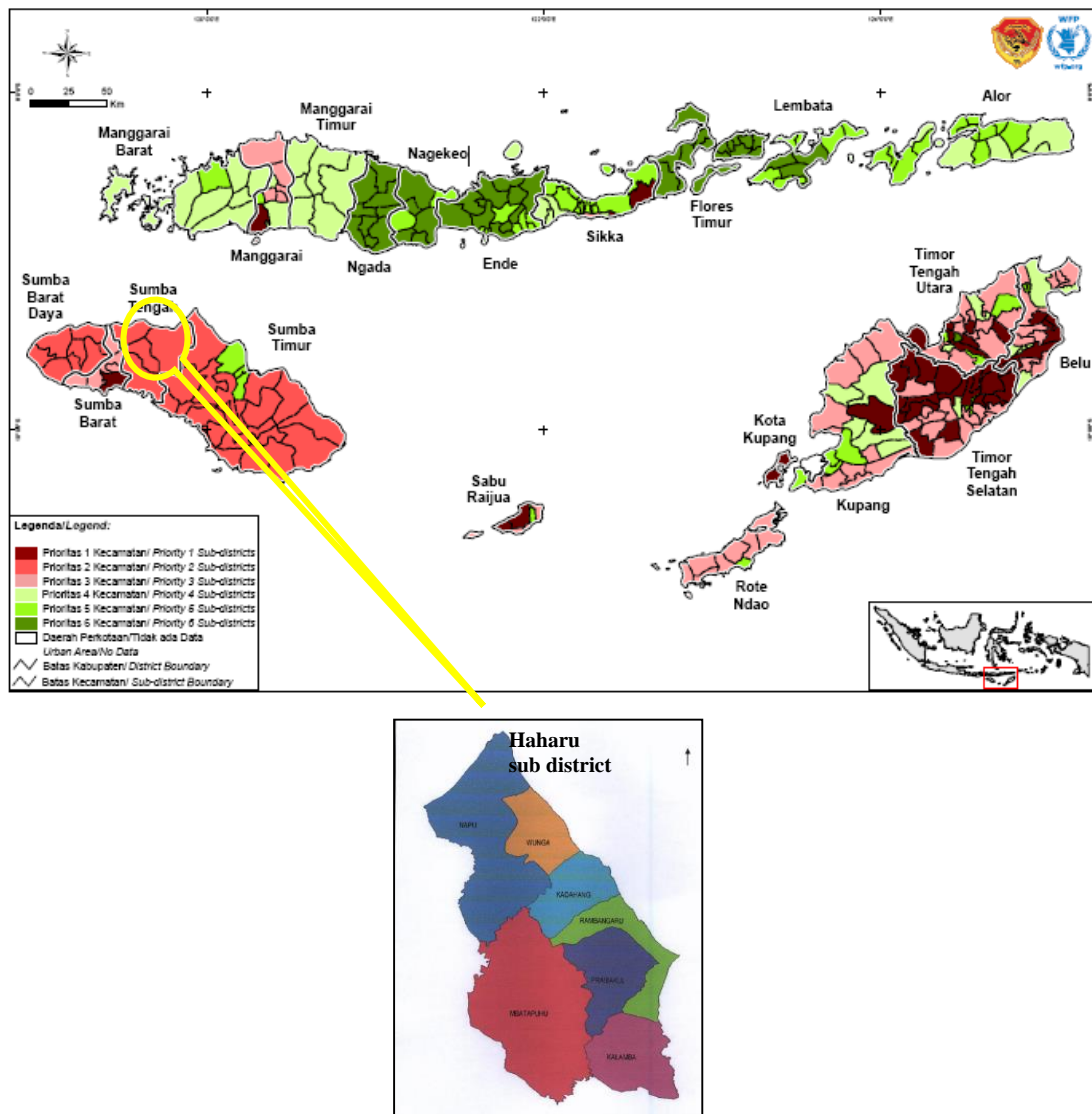 WFP
wfp.org
0 25 50
Km
Manggarai
Barat
Manggarai
Timur
Nagekeo
Lembata
Alor
Manggarai
Ngada
Ende
Sikka
Flores
Timur
Sumba
Barat
Daya
Sumba
Tengah
Sumba
Timur
Sumba
Barat
Timor
Tengah
Utara
Belu
Kota
Kupang
Kupang
Timor
Tengah
Selatan
Sabu
Raijua
Rote
Ndao
Legenda/Legend:
Prioritas 1 Kecamatan/ Priority 1 Sub-districts
Prioritas 2 Kecamatan/ Priority 2 Sub-districts
Prioritas 3 Kecamatan/ Priority 3 Sub-districts
Prioritas 4 Kecamatan/ Priority 4 Sub-districts
Prioritas 5 Kecamatan/ Priority 5 Sub-districts
Prioritas 6 Kecamatan/ Priority 6 Sub-districts
Daerah Perkotaan/Tidak ada Data
Urban Area/No Data
Batas Kabupaten/ District Boundary
Batas Kecamatan/ Sub-district Boundary
Haharu
sub district
NAPU
WUNGA
KADAHANG
RAMBANGARU
PRAIBAKUL
MBATAPUHU
KALAMBA